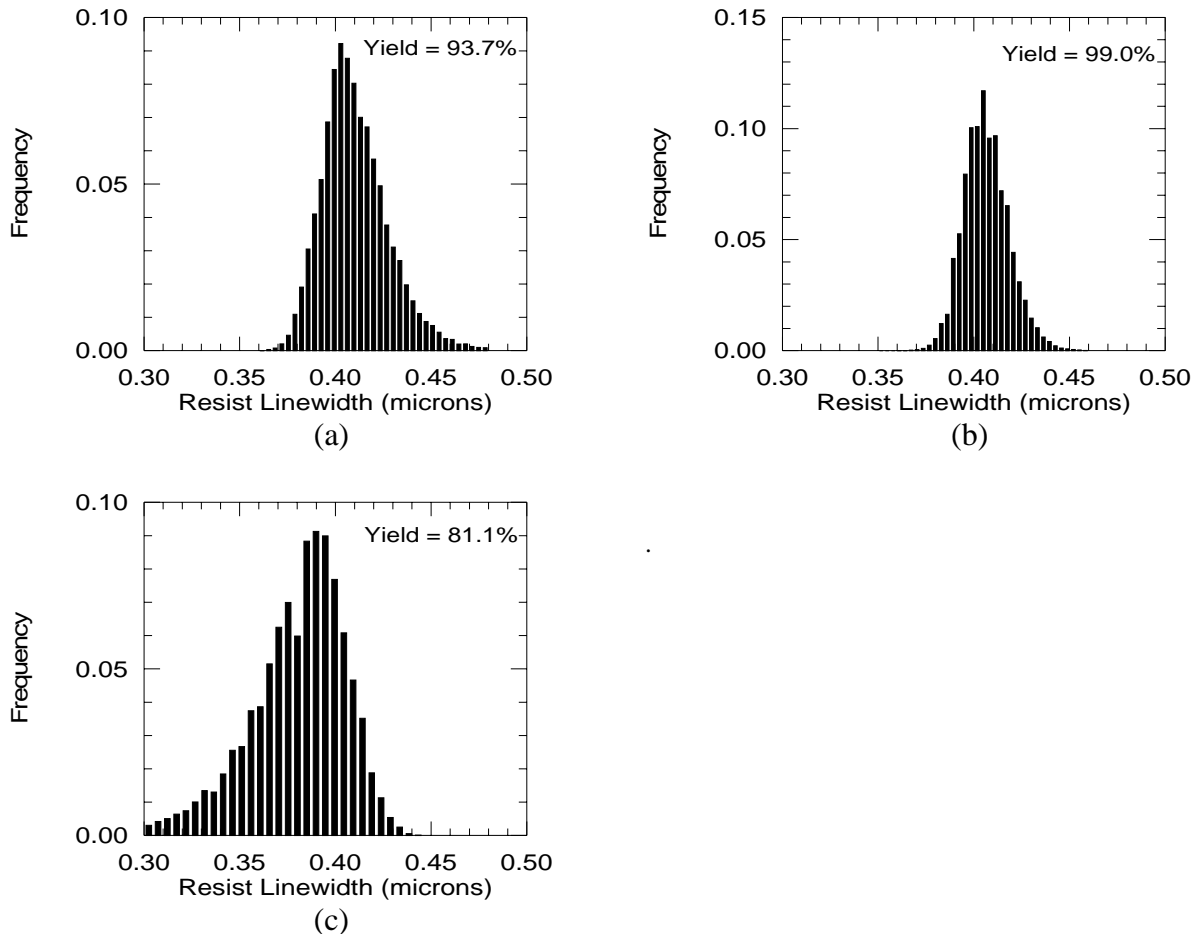 0.10
Yield = 93.7%
0.05
0.00
Frequency
0.30 0.35 0.40 0.45 0.50
Resist Linewidth (microns)
(a)
0.15
Yield = 99.0%
0.10
0.05
0.00
Frequency
0.30 0.35 0.40 0.45 0.50
Resist Linewidth (microns)
(b)
0.10
Yield = 81.1%
0.05
0.00
Frequency
0.30 0.35 0.40 0.45 0.50
Resist Linewidth (microns)
(c)